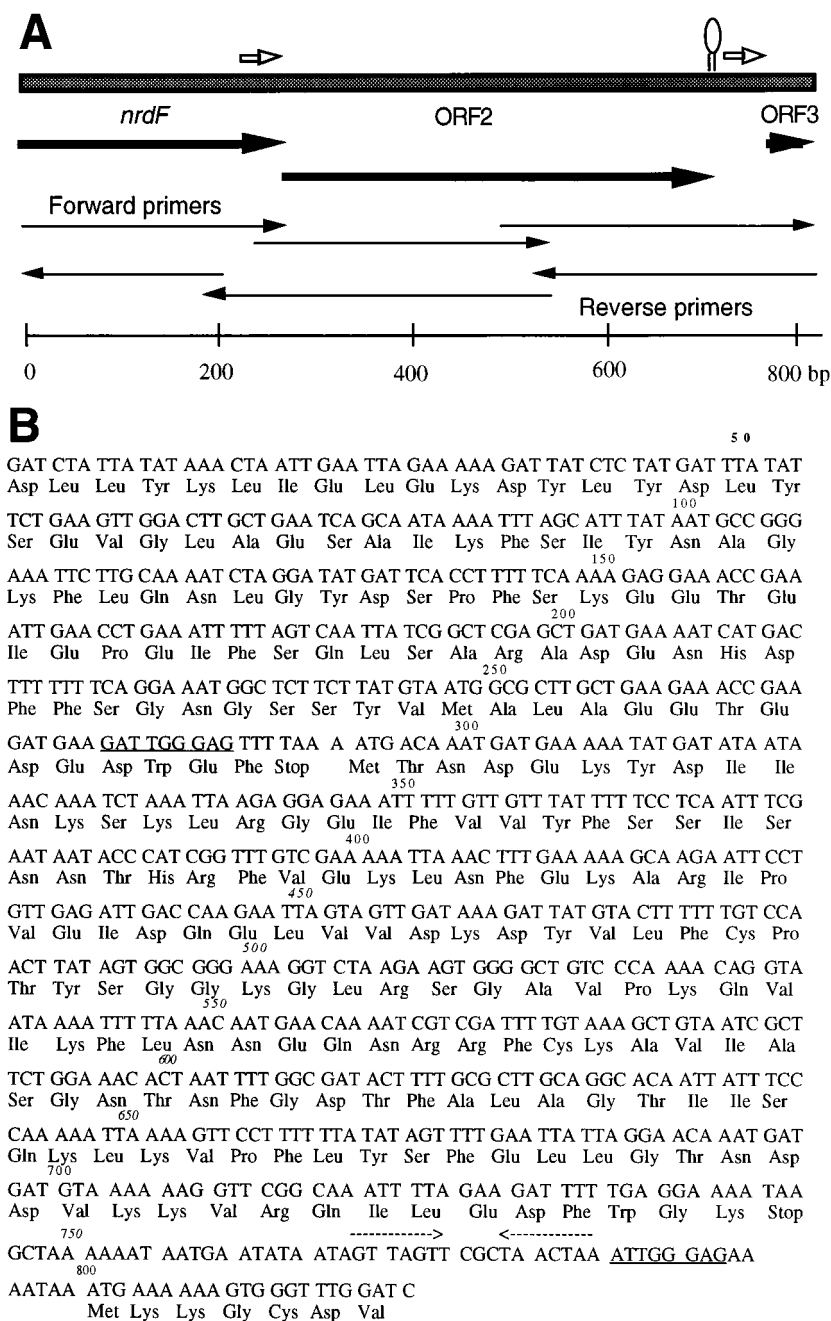 A
nrdF ORF2 ORF3
Forward primers
Reverse primers
0 200 400 600 800 bp
B
50
GAT CTA TTA TAT AAA CTA ATT GAA TTA GAA AAA GAT TAT CTC TAT GAT TTA TAT
Asp Leu Leu Tyr Lys Leu Ile Glu Leu Glu Lys Asp Tyr Leu Tyr Asp Leu Tyr
100
TCT GAA GTT GGA CTT GCT GAA TCA GCA ATA AAA TTT AGC ATT TAT AAT GCC GGG
Ser Glu Val Gly Leu Ala Glu Ser Ala Ile Lys Phe Ser Ile Tyr Asn Ala Gly
150
AAA TTC TTG CAA AAT CTA GGA TAT GAT TCA CCT TTT TCA AAA GAG GAA ACC GAA
Lys Phe Leu Gln Asn Leu Gly Tyr Asp Ser Pro Phe Ser Lys Glu Glu Thr Glu
200
ATT GAA CCT GAA ATT TTT AGT CAA TTA TCG GCT CGA GCT GAT GAA AAT CAT GAC
Ile Glu Pro Glu Ile Phe Ser Gln Leu Ser Ala Arg Ala Asp Glu Asn His Asp
250
TTT TTT TCA GGA AAT GGC TCT TCT TAT GTA ATG GCG CTT GCT GAA GAA ACC GAA
Phe Phe Ser Gly Asn Gly Ser Ser Tyr Val Met Ala Leu Ala Glu Glu Thr Glu
300
GAT GAA GAT TGG GAG TTT TAA A ATG ACA AAT GAT GAA AAA TAT GAT ATA ATA
Asp Glu Asp Trp Glu Phe Stop Met Thr Asn Asp Glu Lys Tyr Asp Ile Ile
350
AAC AAA TCT AAA TTA AGA GGA GAA ATT TTT GTT GTT TAT TTT TCC TCA ATT TCG
Asn Lys Ser Lys Leu Arg Gly Glu Ile Phe Val Val Tyr Phe Ser Ser Ile Ser
400
AAT AAT ACC CAT CGG TTT GTC GAA AAA TTA AAC TTT GAA AAA GCA AGA ATT CCT
Asn Asn Thr His Arg Phe Val Glu Lys Leu Asn Phe Glu Lys Ala Arg Ile Pro
450
GTT GAG ATT GAC CAA GAA TTA GTA GTT GAT AAA GAT TAT GTA CTT TTT TGT CCA
Val Glu Ile Asp Gln Glu Leu Val Val Asp Lys Asp Tyr Val Leu Phe Cys Pro
500
ACT TAT AGT GGC GGG AAA GGT CTA AGA AGT GGG GCT GTC CCA AAA CAG GTA
Thr Tyr Ser Gly Gly Lys Gly Leu Arg Ser Gly Ala Val Pro Lys Gln Val
550
ATA AAA TTT TTA AAC AAT GAA CAA AAT CGT CGA TTT TGT AAA GCT GTA ATC GCT
Ile Lys Phe Leu Asn Asn Glu Gln Asn Arg Arg Phe Cys Lys Ala Val Ile Ala
600
TCT GGA AAC ACT AAT TTT GGC GAT ACT TTT GCG CTT GCA GGC ACA ATT ATT TCC
Ser Gly Asn Thr Asn Phe Gly Asp Thr Phe Ala Leu Ala Gly Thr Ile Ile Ser
650
CAA AAA TTA AAA GTT CCT TTT TTA TAT AGT TTT GAA TTA TTA GGA ACA AAT GAT
Gln Lys Leu Lys Val Pro Phe Leu Tyr Ser Phe Glu Leu Leu Gly Thr Asn Asp
700
GAT GTA AAA AAG GTT CGG CAA ATT TTA GAA GAT TTT TGA GGA AAA TAA
Asp Val Lys Lys Val Arg Gln Ile Leu Glu Asp Phe Trp Gly Lys Stop
750
GCTAA AAAAT AATGA ATATA ATAGT TAGTT CGCTA ACTAA ATTGG GAGAA
800
AATAA ATG AAA AAA GTG GGT TTG GAT C
Met Lys Lys Gly Cys Asp Val